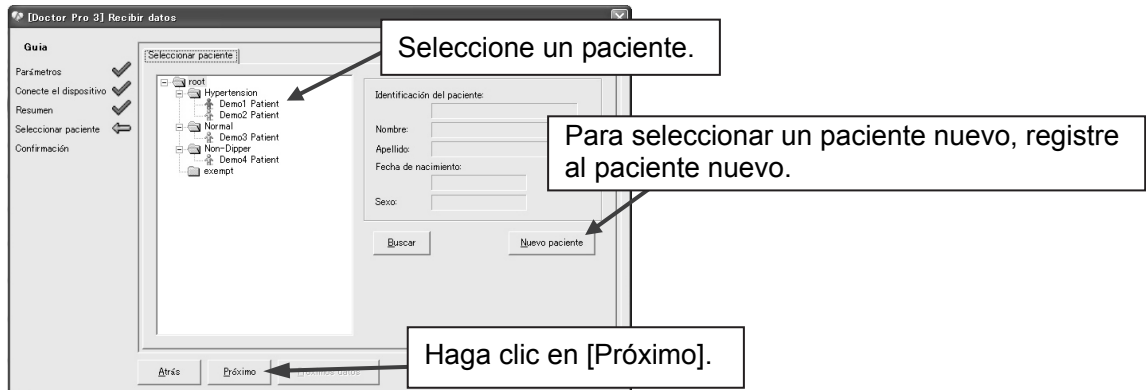 [Doctor Pro 3] Recibir datos
Guia
Parámetros
Conecte el dispositivo
Resumen
Seleccionar paciente
Confirmación
Seleccionar paciente
root
Hypertension
Demo1 Patient
Demo2 Patient
Normal
Demo3 Patient
Non-Dipper
Demo4 Patient
exempt
Identificación del paciente:
Nombre:
Apellido:
Fecha de nacimiento:
Sexo:
Buscar
Nuevo paciente
Atrás
Próximo
Seleccione un paciente.
Para seleccionar un paciente nuevo, registre
al paciente nuevo.
Haga clic en [Próximo].